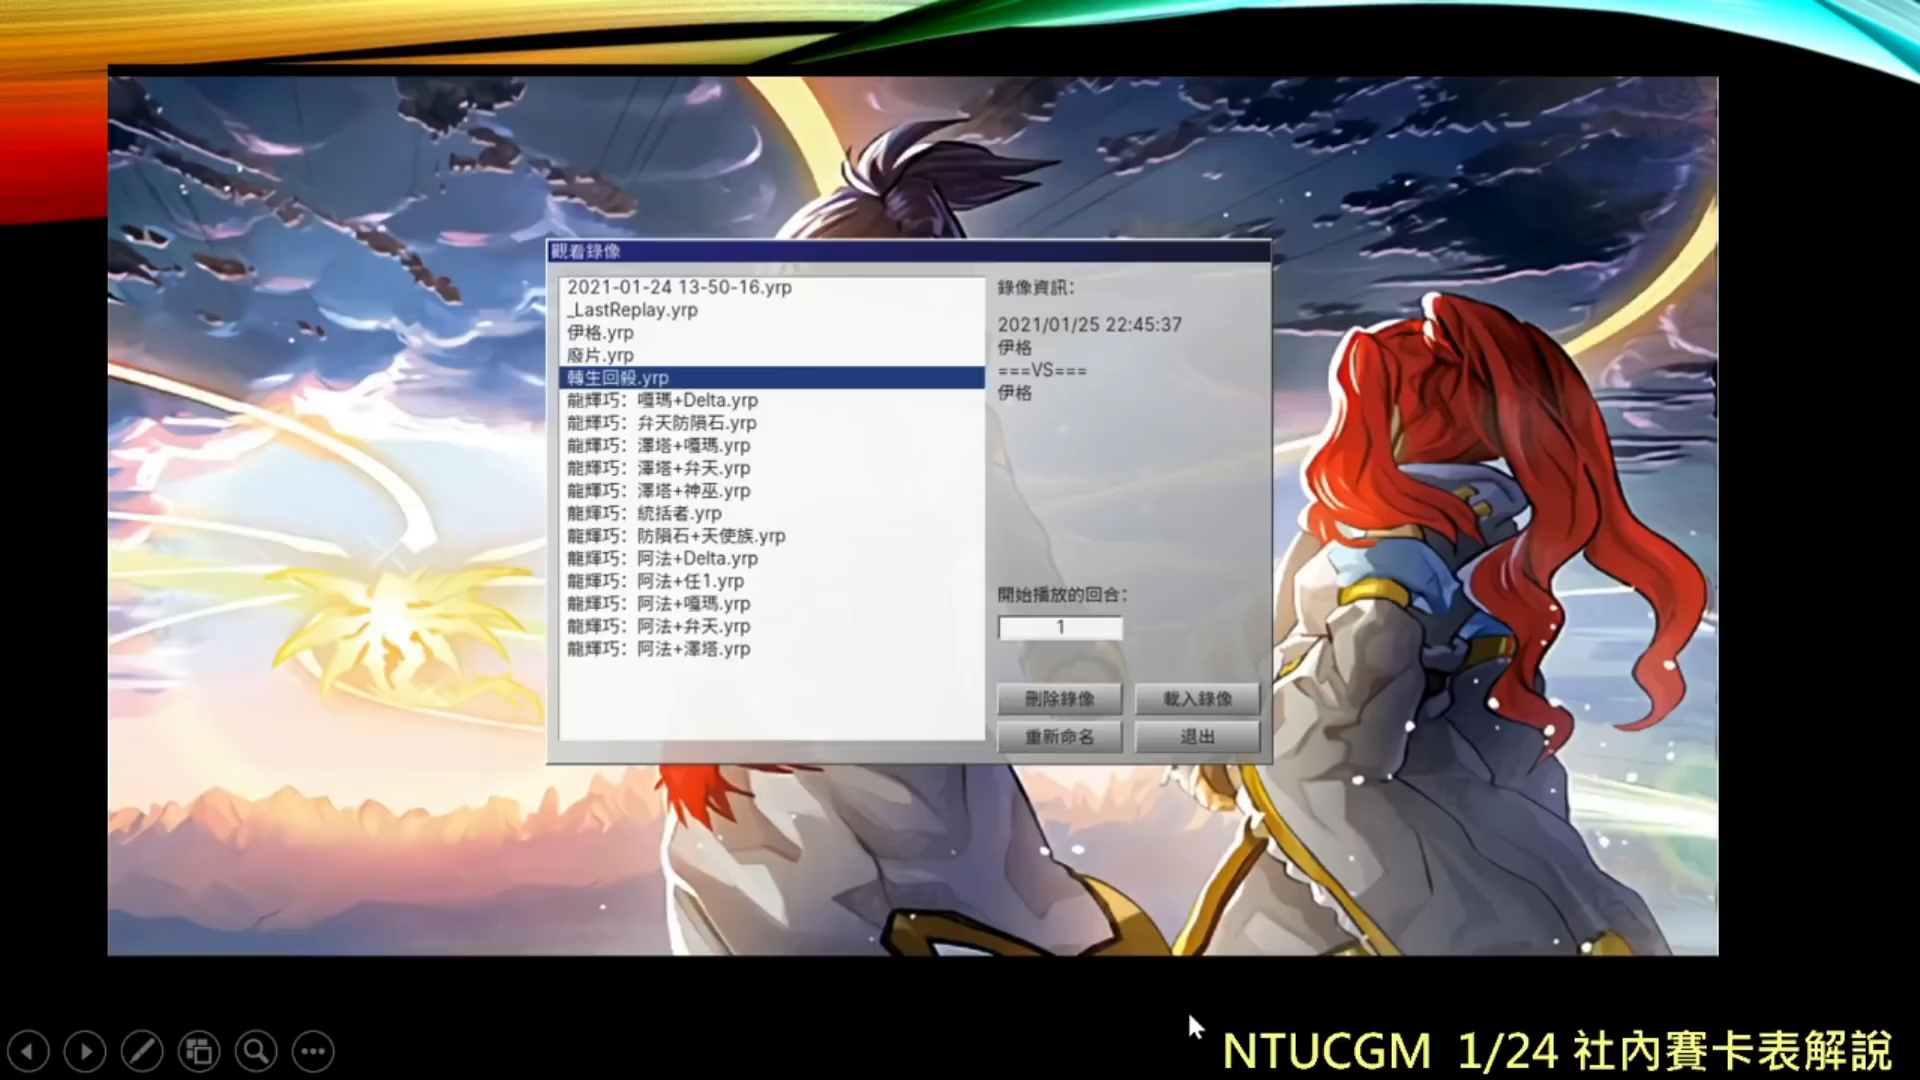 觀看錄像
2021-01-24 13-50-16.yrp
_LastReplay.yrp
伊格.yrp
廢片.yrp
轉生回殺.yrp
龍輝巧：嘎瑪+Delta.yrp
龍輝巧：弁天防隕石.yrp
龍輝巧：澤塔+嘎瑪.yrp
龍輝巧：澤塔+弁天.yrp
龍輝巧：澤塔+神巫.yrp
龍輝巧：統括者.yrp
龍輝巧：防隕石+天使族.yrp
龍輝巧：阿法+Delta.yrp
龍輝巧：阿法+任1.yrp
龍輝巧：阿法+嘎瑪.yrp
龍輝巧：阿法+弁天.yrp
龍輝巧：阿法+澤塔.yrp
錄像資訊：
2021/01/25 22:45:37
伊格
===VS===
伊格
開始播放的回合：
1
刪除錄像
載入錄像
重新命名
退出
NTUCGM 1/24 社內賽卡表解說